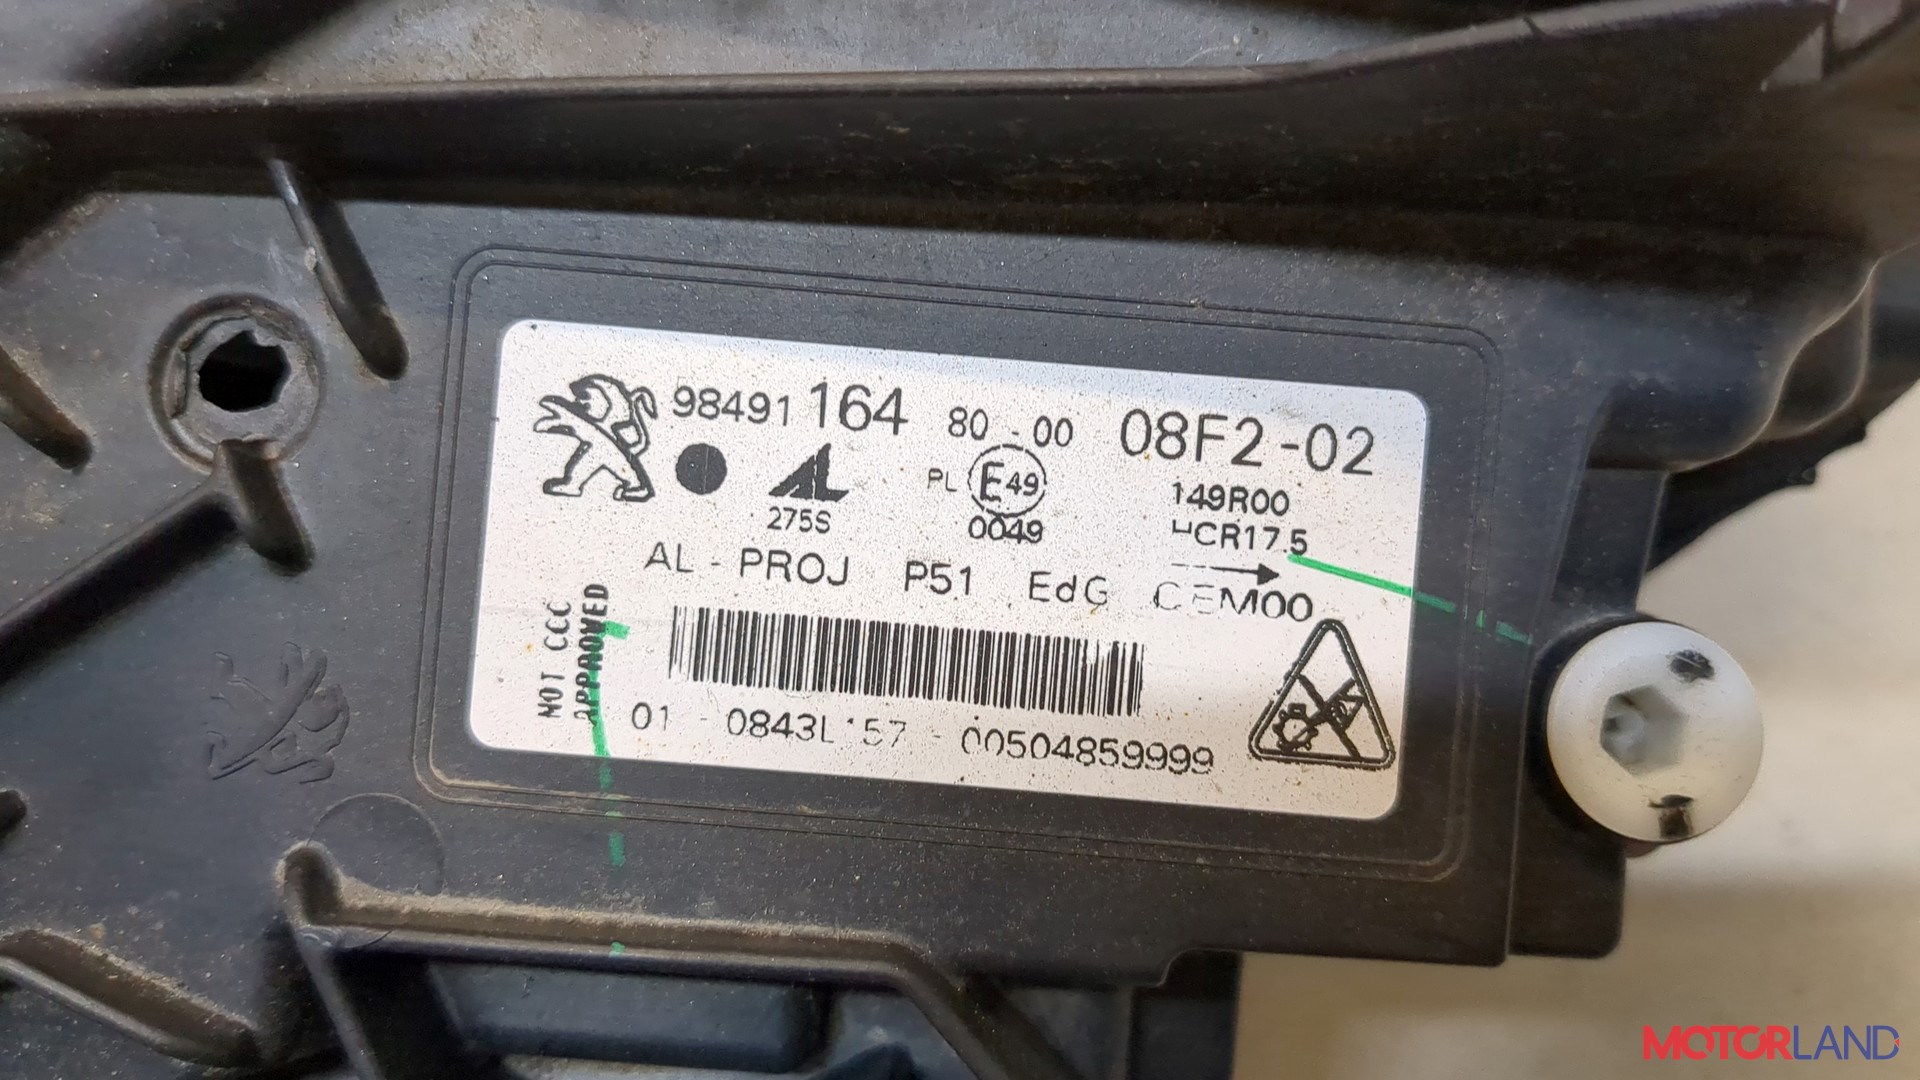 98491 164 80 - 00 08F2 - 02
AL
275S
PL E49
0049
149R00
HCR17.5
AL - PROJ P51 EdG CEM00
NOT CCC
APPROVED
01 - 0843L157 - 00504859999
MOTORLAND